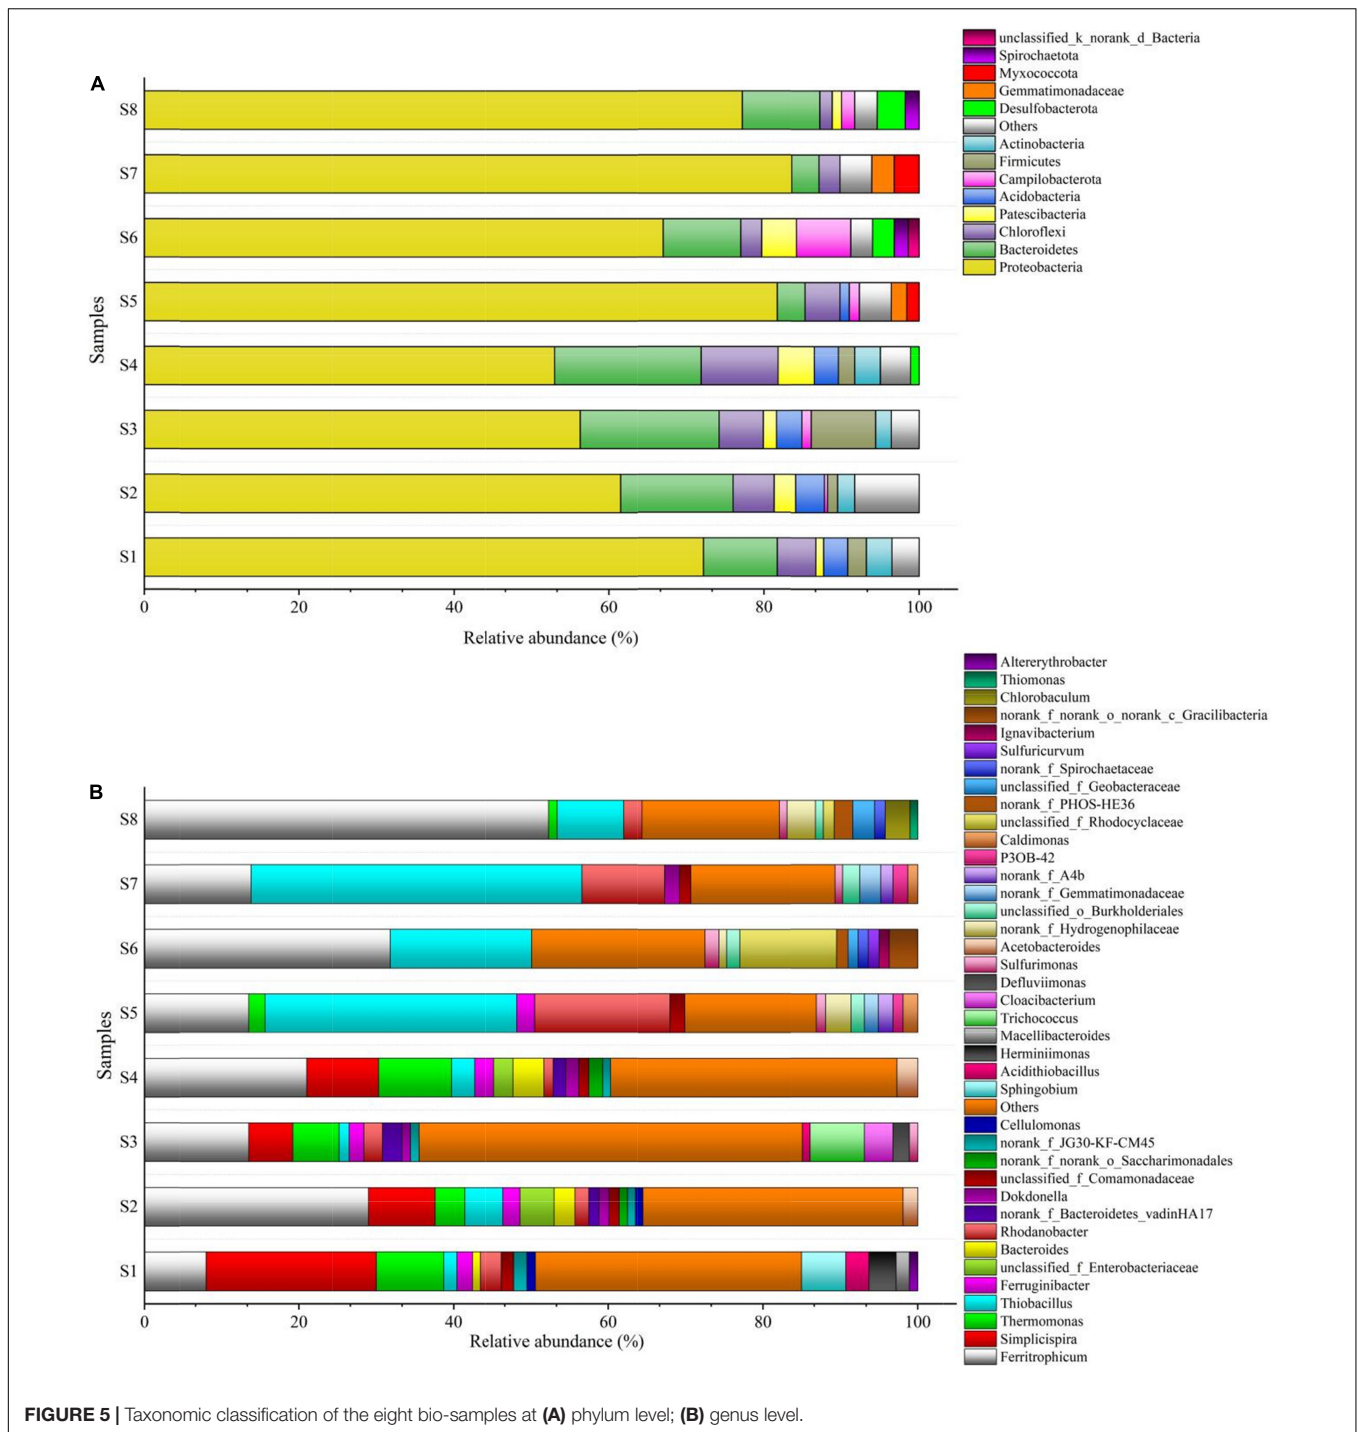 A
unclassified_k_norank_d_Bacteria
Spirochaetota
Myxococcota
Gemmatimonadaceae
Desulfobacterota
Others
Actinobacteria
Firmicutes
Campilobacterota
Acidobacteria
Patescibacteria
Chloroflexi
Bacteroidetes
Proteobacteria
Samples
S8
S7
S6
S5
S4
S3
S2
S1
0 20 40 60 80 100
Relative abundance (%)
B
Altererythrobacter
Thiomonas
Chlorobaculum
norank_f_norank_o_norank_c_Gracilibacteria
Ignavibacterium
Sulfuricurvum
norank_f_Spirochaetaceae
unclassified_f_Geobacteraceae
norank_f_PHOS-HE36
unclassified_f_Rhodocyclaceae
Caldimonas
P3OB-42
norank_f_A4b
norank_f_Gemmatimonadaceae
unclassified_o_Burkholderiales
norank_f_Hydrogenophilaceae
Acetobacteroides
Sulfurimonas
Defluviimonas
Cloacibacterium
Trichococcus
Macellibacteroides
Herminiimonas
Acidithiobacillus
Sphingobium
Others
Cellulomonas
norank_f_JG30-KF-CM45
norank_f_norank_o_Saccharimonadales
unclassified_f_Comamonadaceae
Dokdonella
norank_f_Bacteroidetes_vadinHA17
Rhodanobacter
Bacteroides
unclassified_f_Enterobacteriaceae
Ferruginibacter
Thiobacillus
Thermomonas
Simplicispira
Ferritrophicum
Samples
S8
S7
S6
S5
S4
S3
S2
S1
0 20 40 60 80 100
Relative abundance (%)
FIGURE 5 | Taxonomic classification of the eight bio-samples at (A) phylum level; (B) genus level.